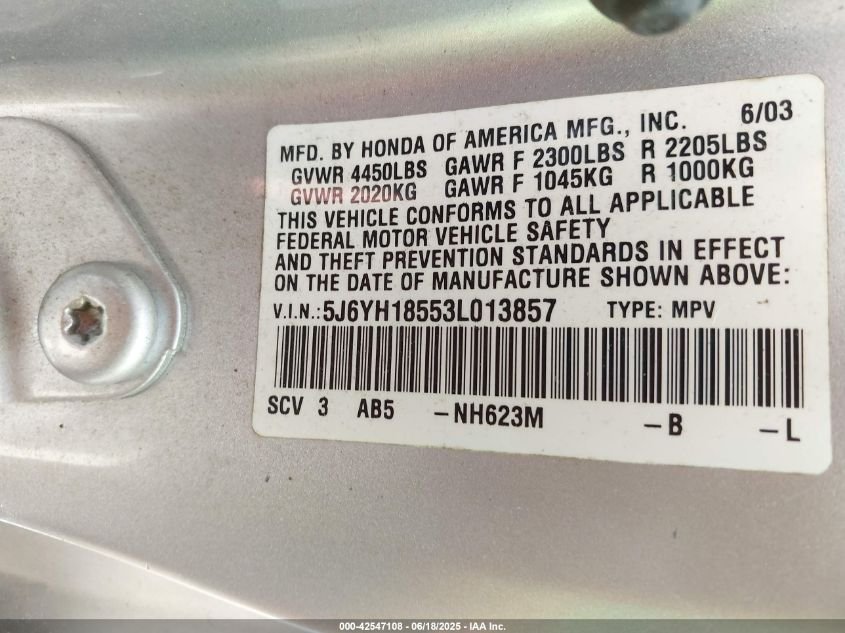 MFD. BY HONDA OF AMERICA MFG., INC. 6/03
GVWR 4450LBS GAWR F 2300LBS R 2205LBS
GVWR 2020KG GAWR F 1045KG R 1000KG
THIS VEHICLE CONFORMS TO ALL APPLICABLE
FEDERAL MOTOR VEHICLE SAFETY
AND THEFT PREVENTION STANDARDS IN EFFECT
ON THE DATE OF MANUFACTURE SHOWN ABOVE:
V.I.N.:5J6YH18553L013857 TYPE: MPV
SCV 3 AB5 -NH623M -B -L
000-42547108 - 06/18/2025 - IAA Inc.